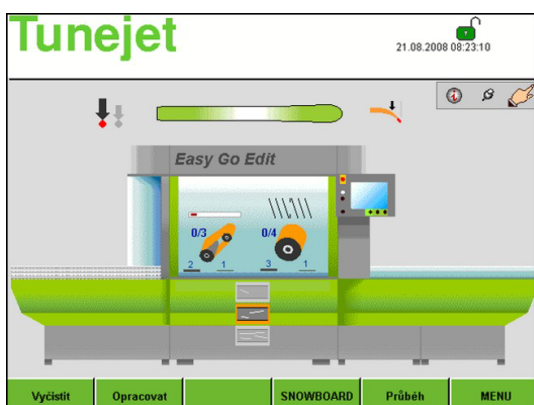 Tunejet
21.08.2008 08:23:10
Easy Go Edit
0/3 0/4
2 1 3 1
Vyčistit Opracovat SNOWBOARD Průběh MENU